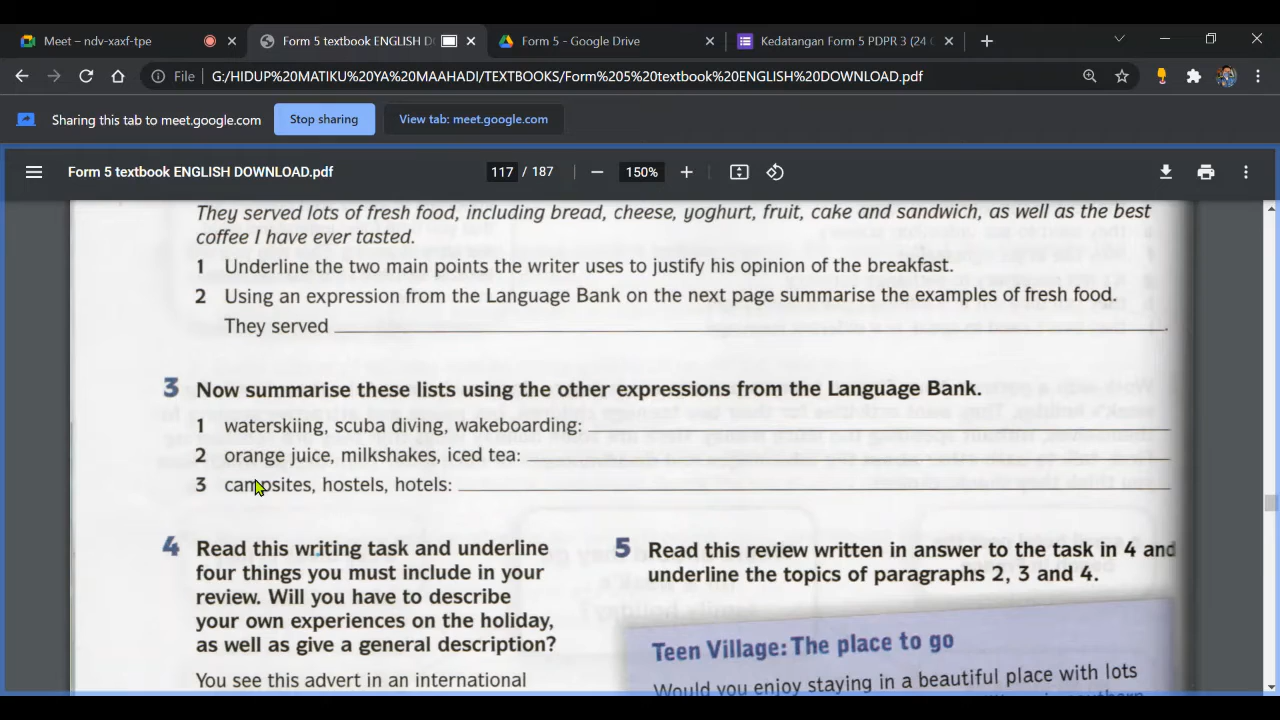 Meet – ndv-xaxf-tpe
Form 5 textbook ENGLISH D
Form 5 - Google Drive
Kedatangan Form 5 PDPR 3 (24 O
File
G:/HIDUP%20MATIKU%20YA%20MAAHADI/TEXTBOOKS/Form%205%20textbook%20ENGLISH%20DOWNLOAD.pdf
Sharing this tab to meet.google.com
Stop sharing
View tab: meet.google.com
Form 5 textbook ENGLISH DOWNLOAD.pdf
117 / 187
150%
They served lots of fresh food, including bread, cheese, yoghurt, fruit, cake and sandwich, as well as the best
coffee I have ever tasted.
1 Underline the two main points the writer uses to justify his opinion of the breakfast.
2 Using an expression from the Language Bank on the next page summarise the examples of fresh food.
They served
3 Now summarise these lists using the other expressions from the Language Bank.
1 waterskiing, scuba diving, wakeboarding:
2 orange juice, milkshakes, iced tea:
3 campsites, hostels, hotels:
4 Read this writing task and underline
four things you must include in your
review. Will you have to describe
your own experiences on the holiday,
as well as give a general description?
You see this advert in an international
5 Read this review written in answer to the task in 4 and
underline the topics of paragraphs 2, 3 and 4.
Teen Village: The place to go
Would you enjoy staying in a beautiful place with lots